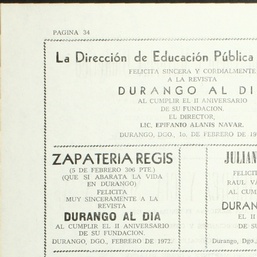 PAGINA 34
La Dirección de Educación Pública
FELICITA SINCERA Y CORDIALMENTE
A LA REVISTA
DURANGO AL DI
AL CUMPLIR EL II ANIVERSARIO
DE SU FUNDACION.
EL DIRECTOR,
LIC. EPIFANIO ALANIS NAVAR.
DURANGO, DGO., 1o. DE FEBRERO DE 19
ZAPATERIA REGIS
(5 DE FEBRERO 306 PTE.)
(QUE SI ABARATA LA VIDA
EN DURANGO)
FELICITA
MUY SINCERAMENTE A LA
REVISTA
DURANGO AL DIA
AL CUMPLIR EL II ANIVERSARIO
DE SU FUNDACION.
DURANGO, DGO., FEBRERO DE 1972.
JULIAN
FELICIT
RAUL VA
AL CUM
DURAN
EL II
DE SU
Durango, Dgo.,